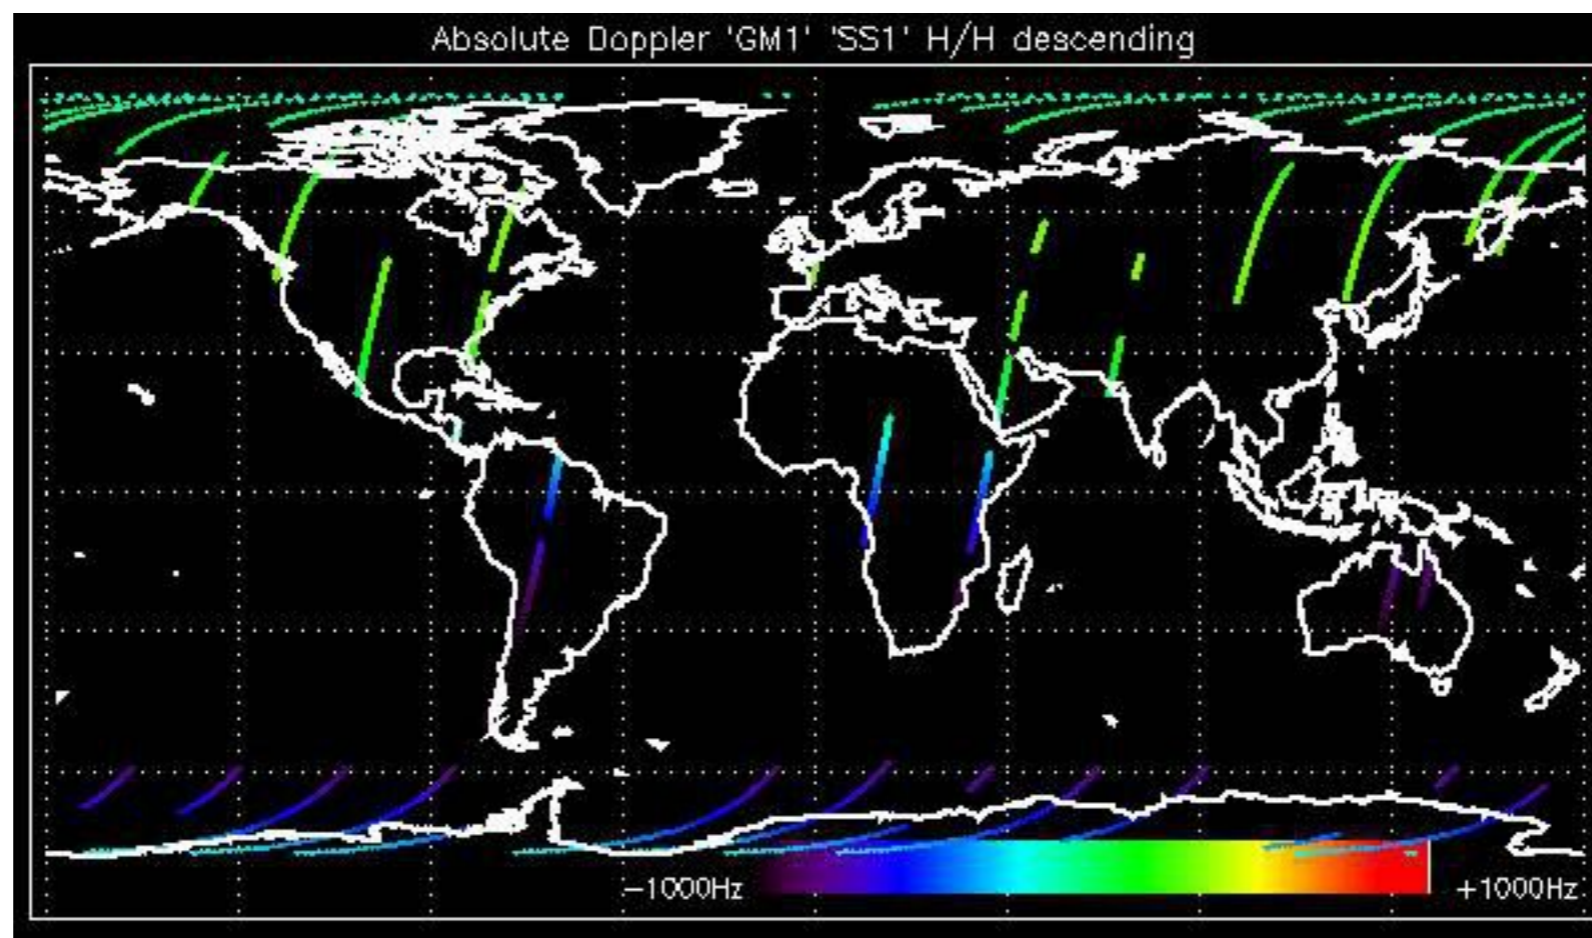 Absolute Doppler 'GM1' 'SS1' H/H descending
−1000Hz +1000Hz